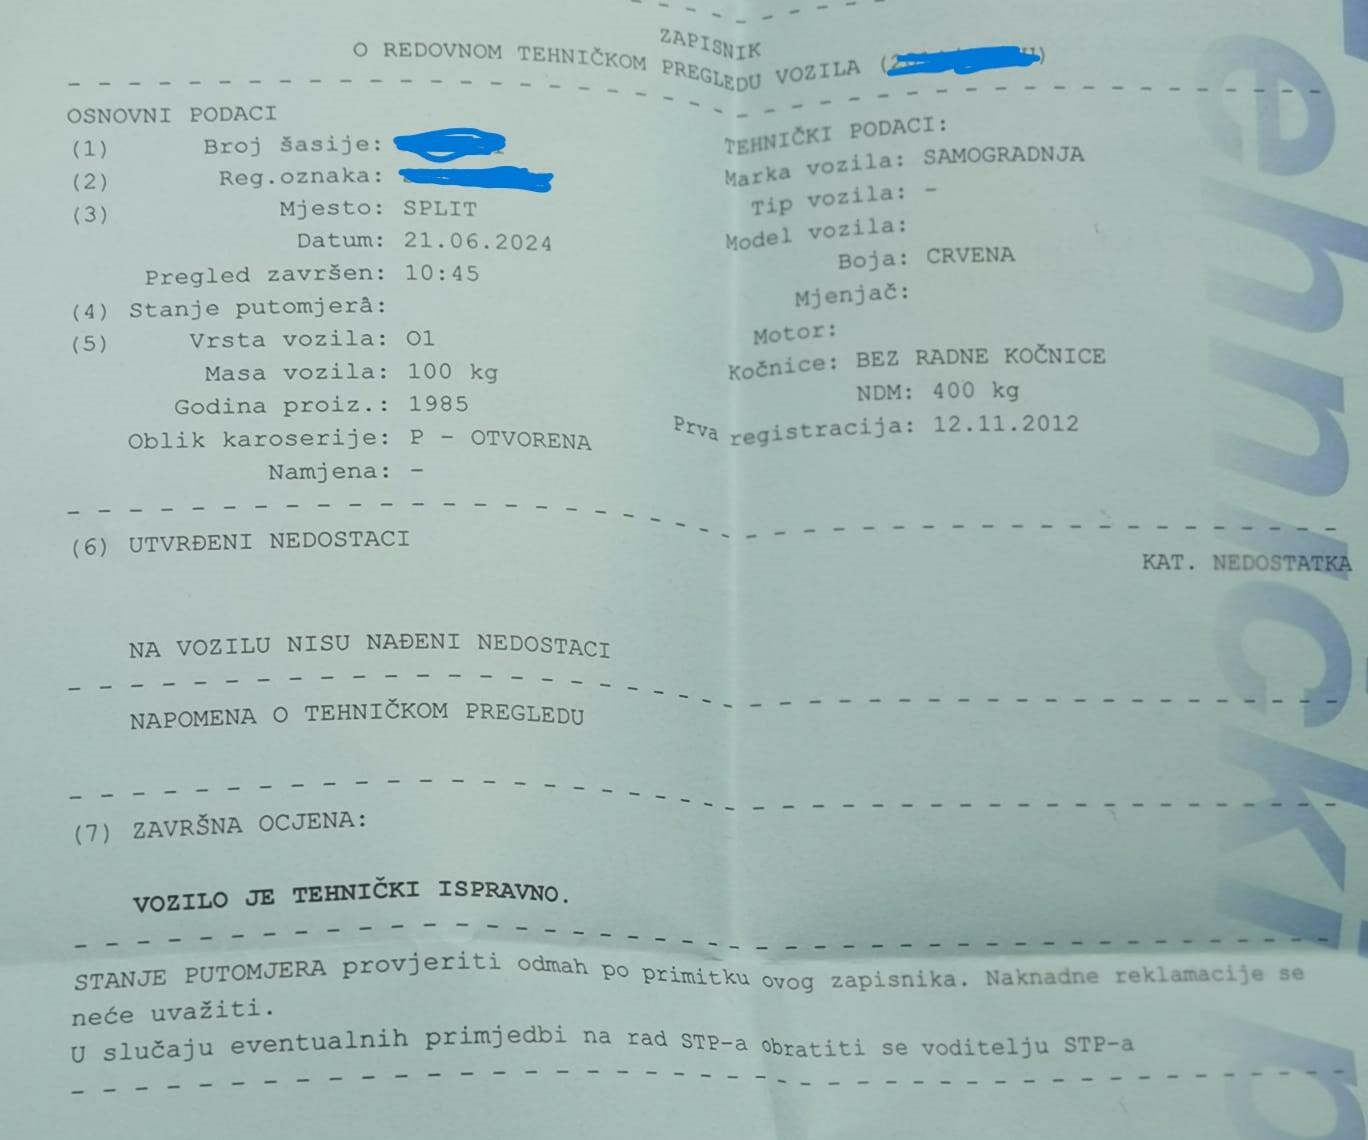 ZAPISNIK
O REDOVNOM TEHNIČKOM PREGLEDU VOZILA
OSNOVNI PODACI
(1) Broj šasije:
(2) Reg.oznaka:
(3) Mjesto: SPLIT
Datum: 21.06.2024
Pregled završen: 10:45
(4) Stanje putomjerâ:
(5) Vrsta vozila: O1
Masa vozila: 100 kg
Godina proiz.: 1985
Oblik karoserije: P - OTVORENA
Namjena: -
TEHNIČKI PODACI:
Marka vozila: SAMOGRADNJA
Tip vozila: -
Model vozila:
Boja: CRVENA
Mjenjač:
Motor:
Kočnice: BEZ RADNE KOČNICE
NDM: 400 kg
Prva registracija: 12.11.2012
(6) UTVRĐENI NEDOSTACI
KAT. NEDOSTATKA
NA VOZILU NISU NAĐENI NEDOSTACI
NAPOMENA O TEHNIČKOM PREGLEDU
(7) ZAVRŠNA OCJENA:
VOZILO JE TEHNIČKI ISPRAVNO.
STANJE PUTOMJERA provjeriti odmah po primitku ovog zapisnika. Naknadne reklamacije se
neće uvažiti.
U slučaju eventualnih primjedbi na rad STP-a obratiti se voditelju STP-a
ehnički p